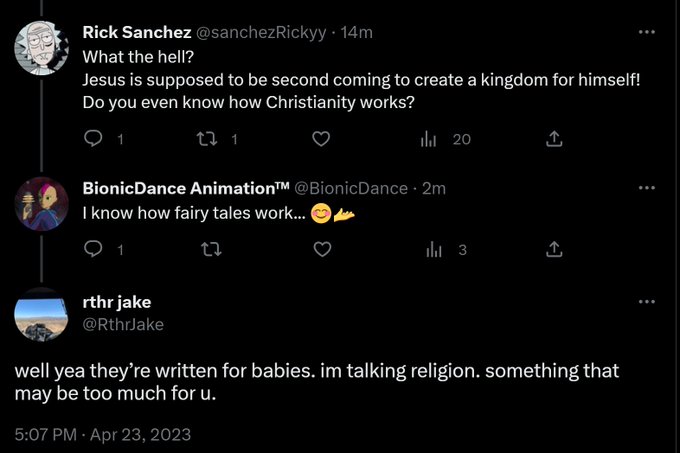 Rick Sanchez @sanchezRickyy · 14m
What the hell?
Jesus is supposed to be second coming to create a kingdom for himself!
Do you even know how Christianity works?
1 1 20
BionicDance Animation™ @BionicDance · 2m
I know how fairy tales work... 😊🫴
1 3
rthr jake
@RthrJake
well yea they're written for babies. im talking religion. something that
may be too much for u.
5:07 PM · Apr 23, 2023